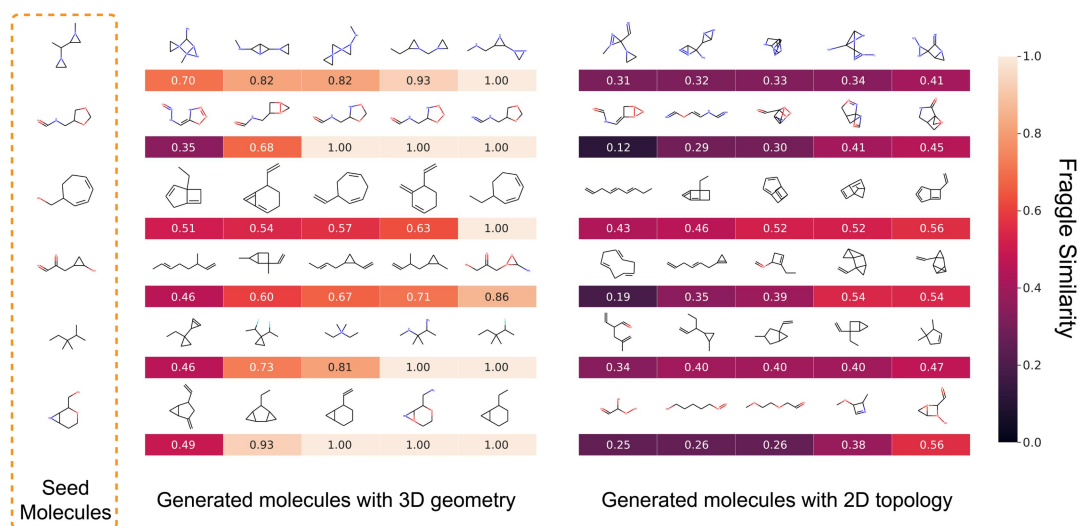 0.70 0.82 0.82 0.93 1.00 0.31 0.32 0.33 0.34 0.41
0.35 0.68 1.00 1.00 1.00 0.12 0.29 0.30 0.41 0.45
0.51 0.54 0.57 0.63 1.00 0.43 0.46 0.52 0.52 0.56
0.46 0.60 0.67 0.71 0.86 0.19 0.35 0.39 0.54 0.54
0.46 0.73 0.81 1.00 1.00 0.34 0.40 0.40 0.40 0.47
0.49 0.93 1.00 1.00 1.00 0.25 0.26 0.26 0.38 0.56
1.0
0.8
0.6
0.4
0.2
0.0
Fraggle Similarity
Seed
Molecules
Generated molecules with 3D geometry
Generated molecules with 2D topology